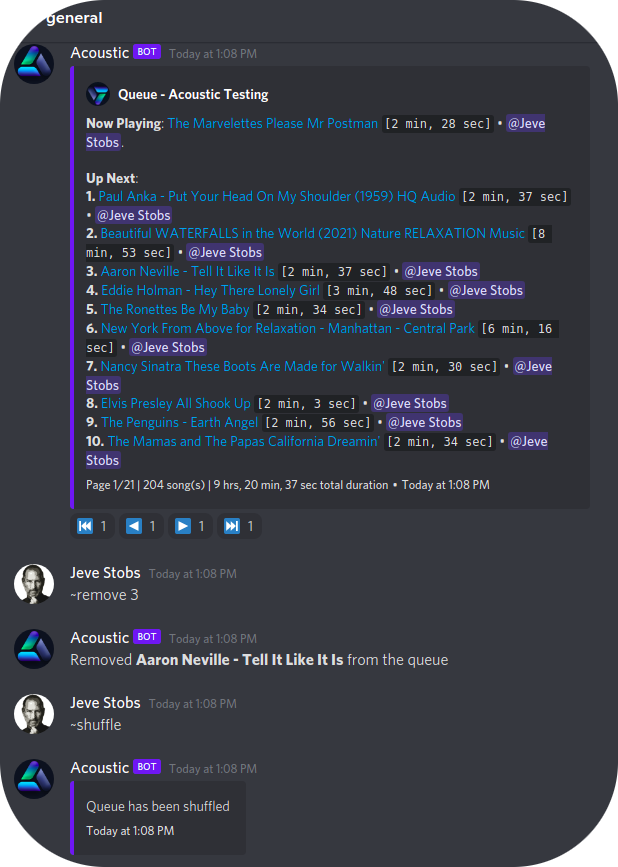 general
Acoustic BOT Today at 1:08 PM
Queue - Acoustic Testing
Now Playing: The Marvelettes Please Mr Postman [2 min, 28 sec] • @Jeve
Stobs.
Up Next:
1. Paul Anka - Put Your Head On My Shoulder (1959) HQ Audio [2 min, 37 sec]
• @Jeve Stobs
2. Beautiful WATERFALLS in the World (2021) Nature RELAXATION Music [8
min, 53 sec] • @Jeve Stobs
3. Aaron Neville - Tell It Like It Is [2 min, 37 sec] • @Jeve Stobs
4. Eddie Holman - Hey There Lonely Girl [3 min, 48 sec] • @Jeve Stobs
5. The Ronettes Be My Baby [2 min, 34 sec] • @Jeve Stobs
6. New York From Above for Relaxation - Manhattan - Central Park [6 min, 16
sec] • @Jeve Stobs
7. Nancy Sinatra These Boots Are Made for Walkin' [2 min, 30 sec] • @Jeve
Stobs
8. Elvis Presley All Shook Up [2 min, 3 sec] • @Jeve Stobs
9. The Penguins - Earth Angel [2 min, 56 sec] • @Jeve Stobs
10. The Mamas and The Papas California Dreamin' [2 min, 34 sec] • @Jeve
Stobs
Page 1/21 | 204 song(s) | 9 hrs, 20 min, 37 sec total duration • Today at 1:08 PM
1 1 1 1
Jeve Stobs Today at 1:08 PM
~remove 3
Acoustic BOT Today at 1:08 PM
Removed Aaron Neville - Tell It Like It Is from the queue
Jeve Stobs Today at 1:08 PM
~shuffle
Acoustic BOT Today at 1:08 PM
Queue has been shuffled
Today at 1:08 PM